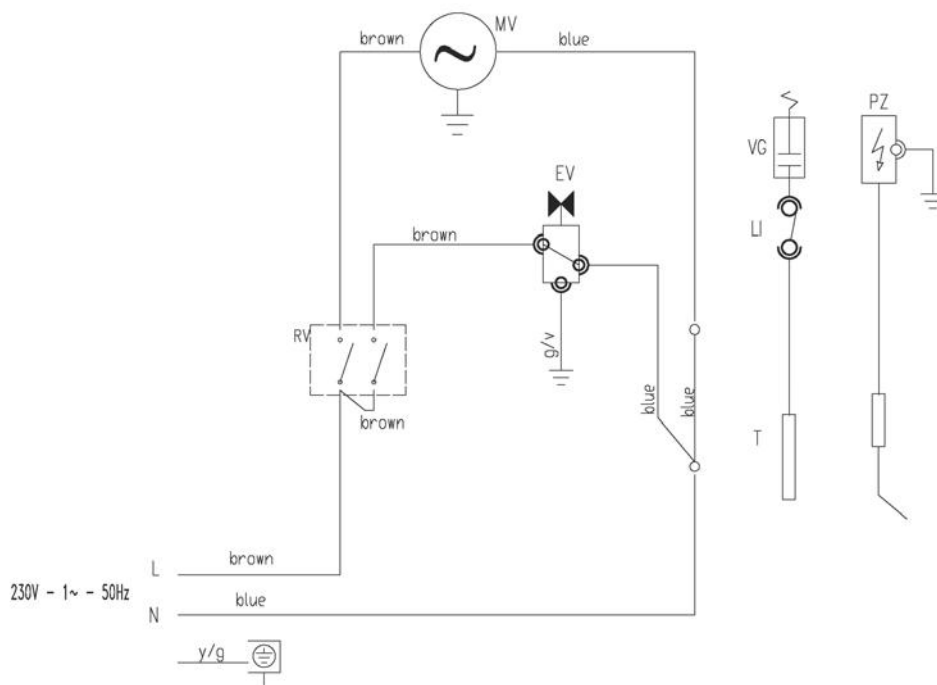 brown
MV
blue
VG
PZ
EV
LI
brown
RV
g/v
blue
blue
brown
T
L
brown
230V - 1~ - 50Hz
N
blue
y/g